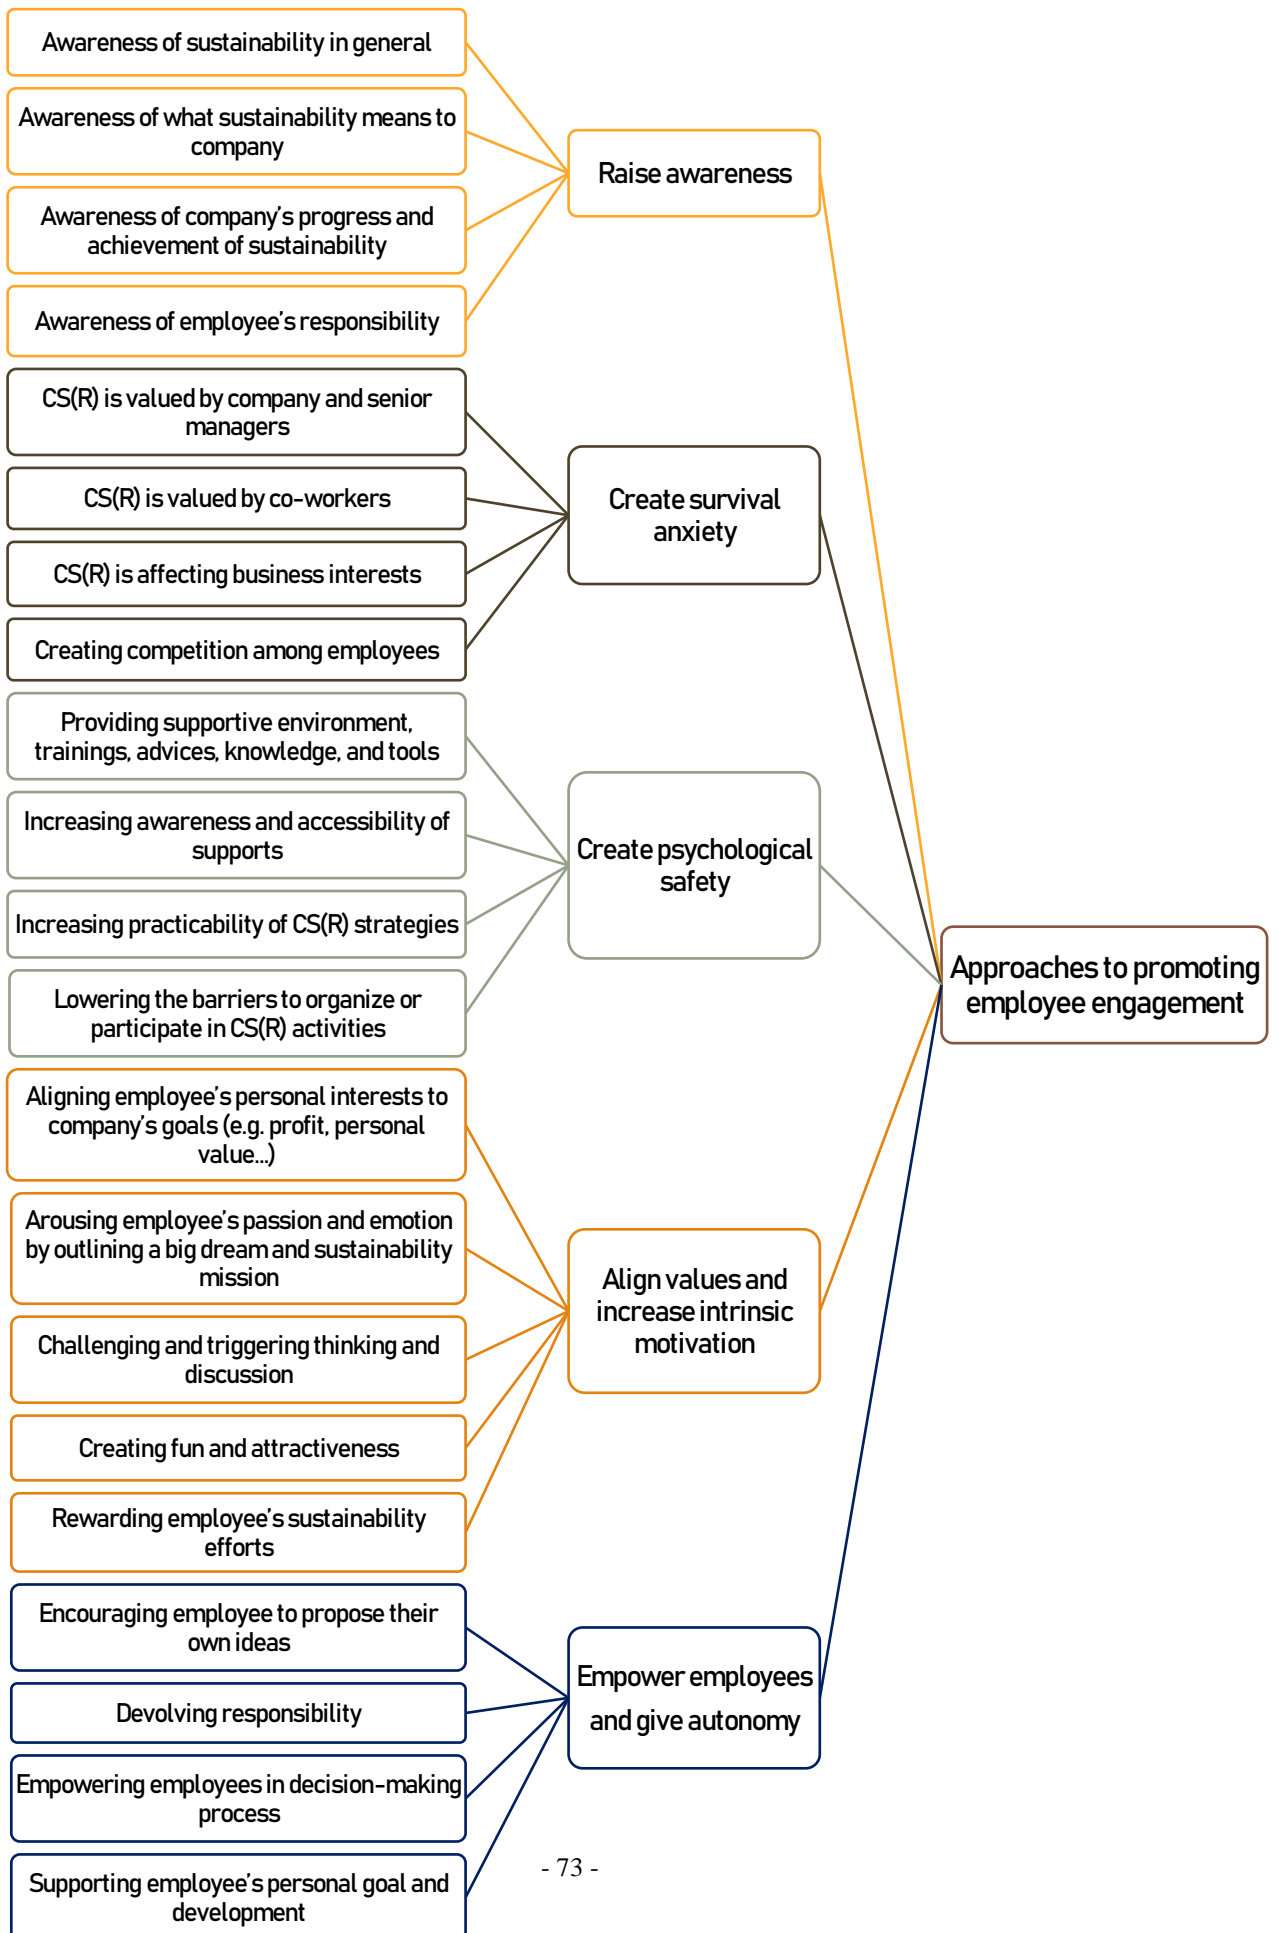 Awareness of sustainability in general
Awareness of what sustainability means to
company
Awareness of company's progress and
achievement of sustainability
Awareness of employee's responsibility
Raise awareness
CS(R) is valued by company and senior
managers
CS(R) is valued by co-workers
CS(R) is affecting business interests
Creating competition among employees
Create survival
anxiety
Providing supportive environment,
trainings, advices, knowledge, and tools
Increasing awareness and accessibility of
supports
Increasing practicability of CS(R) strategies
Lowering the barriers to organize or
participate in CS(R) activities
Create psychological
safety
Aligning employee's personal interests to
company's goals (e.g. profit, personal
value...)
Arousing employee's passion and emotion
by outlining a big dream and sustainability
mission
Challenging and triggering thinking and
discussion
Creating fun and attractiveness
Rewarding employee's sustainability
efforts
Align values and
increase intrinsic
motivation
Encouraging employee to propose their
own ideas
Devolving responsibility
Empowering employees in decision-making
process
Supporting employee's personal goal and
development
Empower employees
and give autonomy
Approaches to promoting
employee engagement
- 73 -